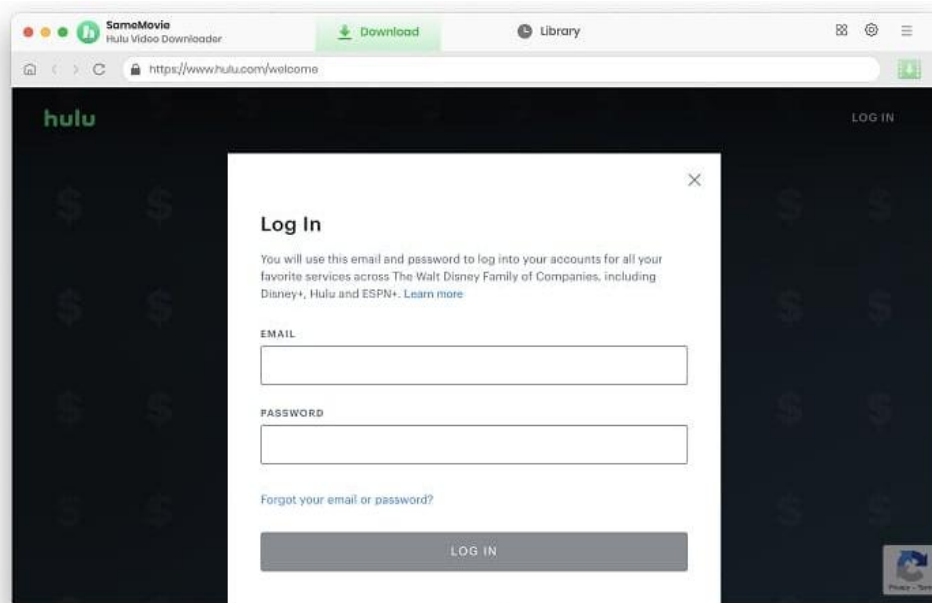 SameMovie
Hulu Video Downloader
Download
Library
https://www.hulu.com/welcome
hulu
LOG IN
Log In
You will use this email and password to log into your accounts for all your
favorite services across The Walt Disney Family of Companies, including
Disney+, Hulu and ESPN+. Learn more
EMAIL
PASSWORD
Forgot your email or password?
LOG IN
Privacy - Term